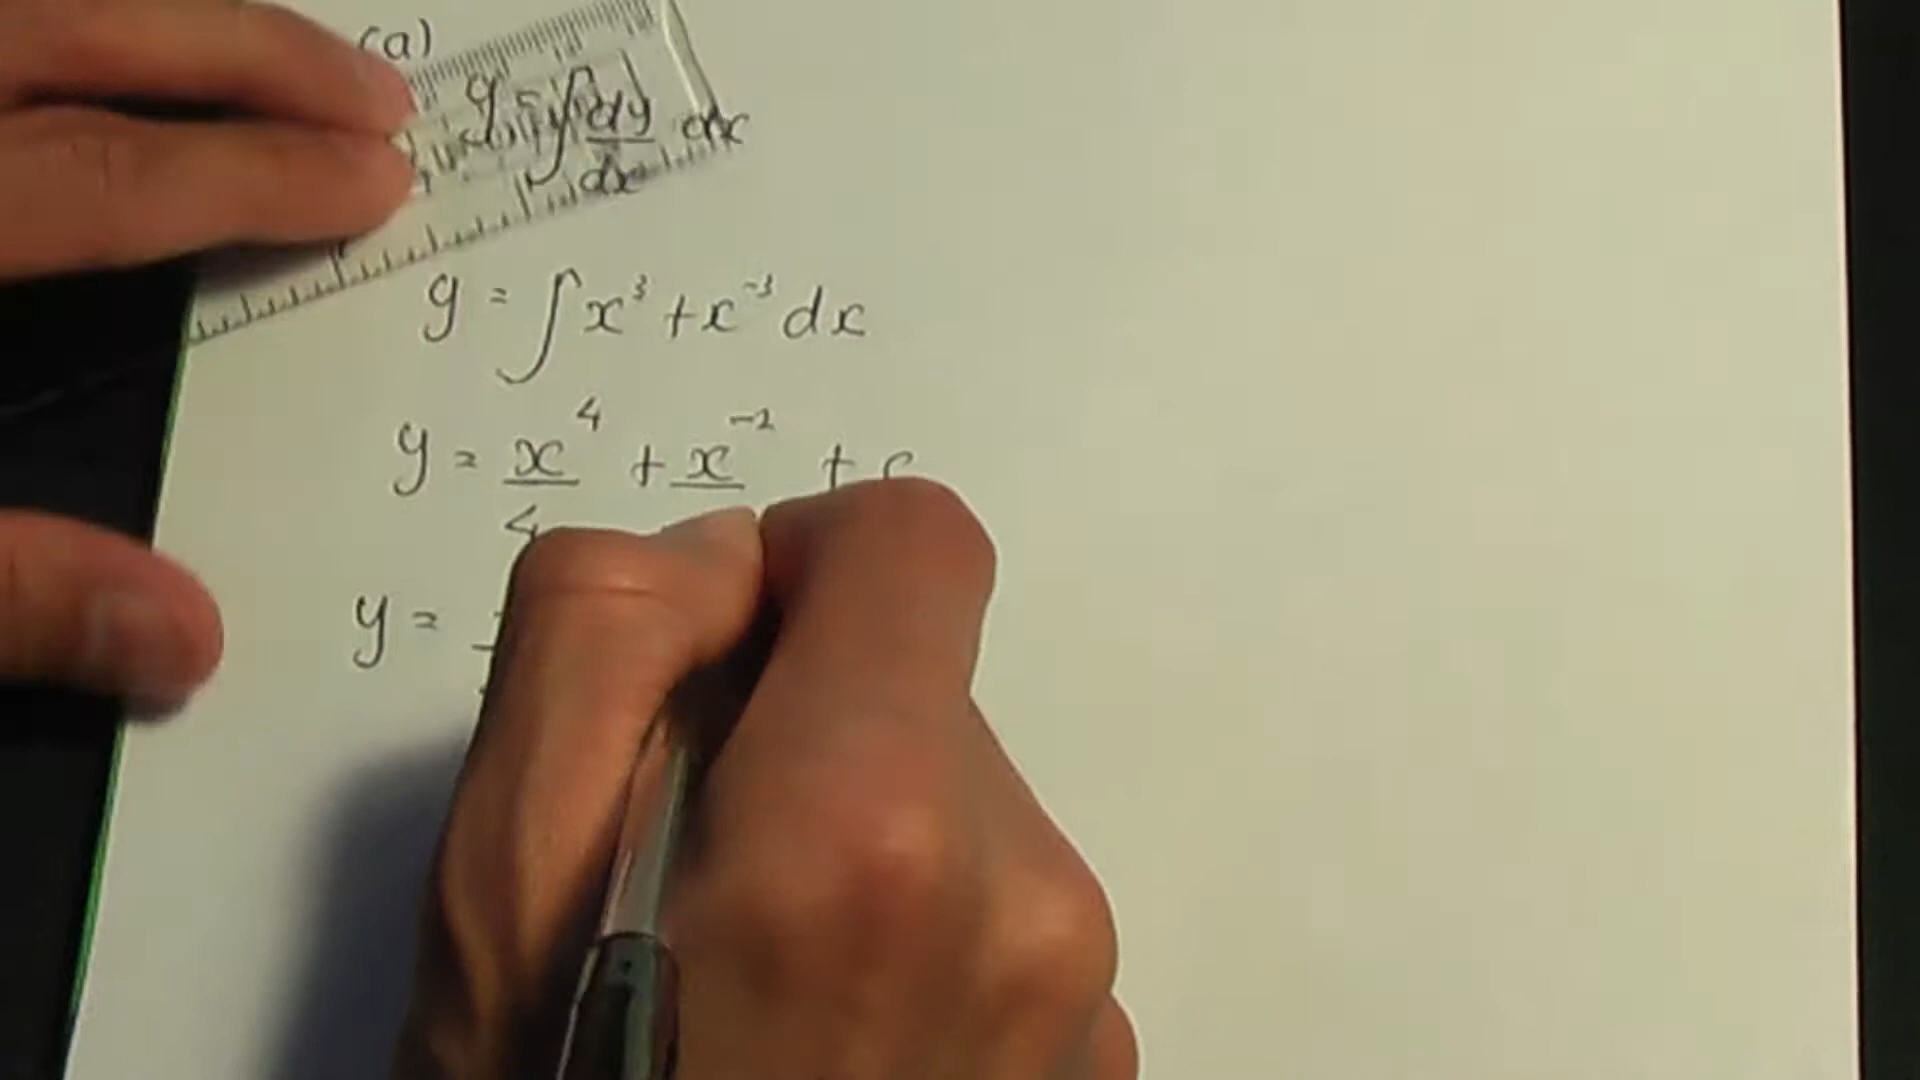 (a)
y = ∫ dy/dx dx
y = ∫ x³ + x⁻³ dx
y = x⁴/4 + x⁻² + c
y =